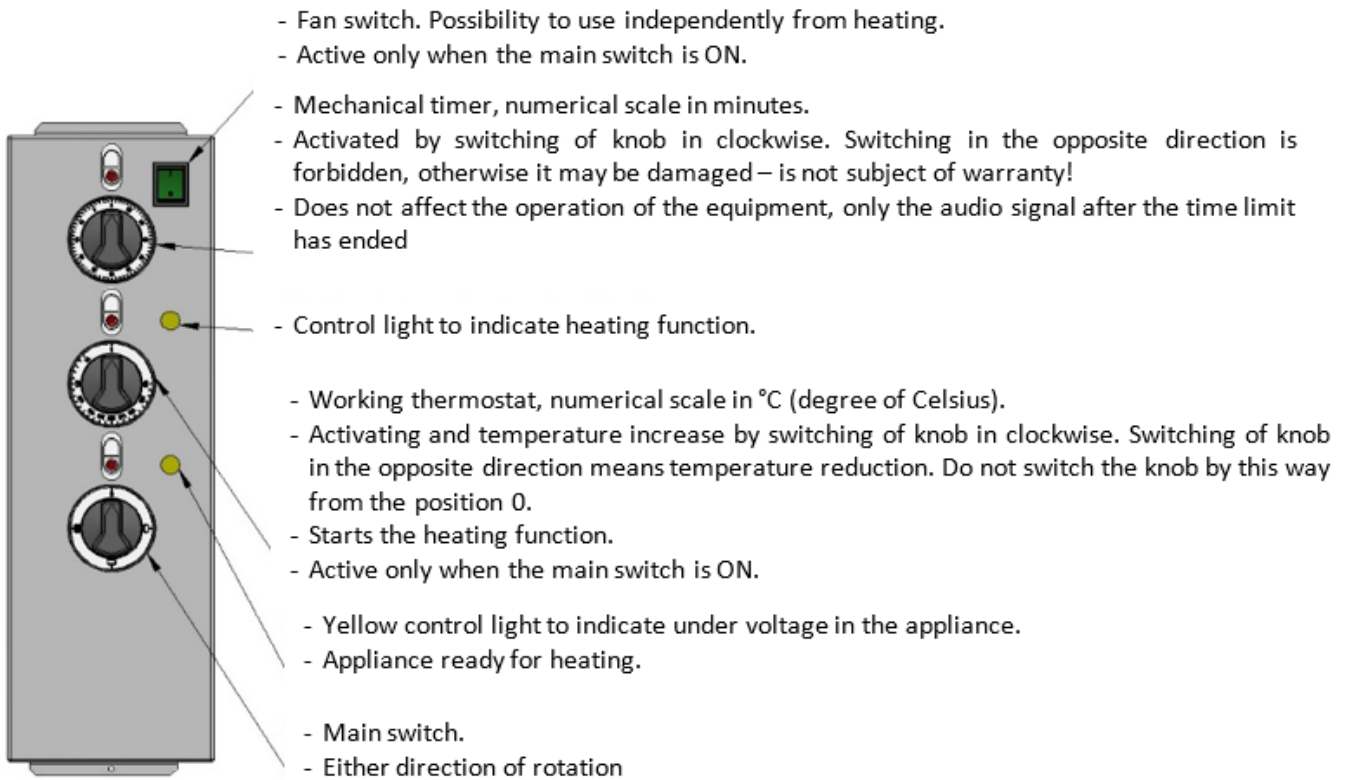 - Fan switch. Possibility to use independently from heating.
- Active only when the main switch is ON.
- Mechanical timer, numerical scale in minutes.
- Activated by switching of knob in clockwise. Switching in the opposite direction is
forbidden, otherwise it may be damaged – is not subject of warranty!
- Does not affect the operation of the equipment, only the audio signal after the time limit
has ended
- Control light to indicate heating function.
- Working thermostat, numerical scale in °C (degree of Celsius).
- Activating and temperature increase by switching of knob in clockwise. Switching of knob
in the opposite direction means temperature reduction. Do not switch the knob by this way
from the position 0.
- Starts the heating function.
- Active only when the main switch is ON.
- Yellow control light to indicate under voltage in the appliance.
- Appliance ready for heating.
- Main switch.
- Either direction of rotation